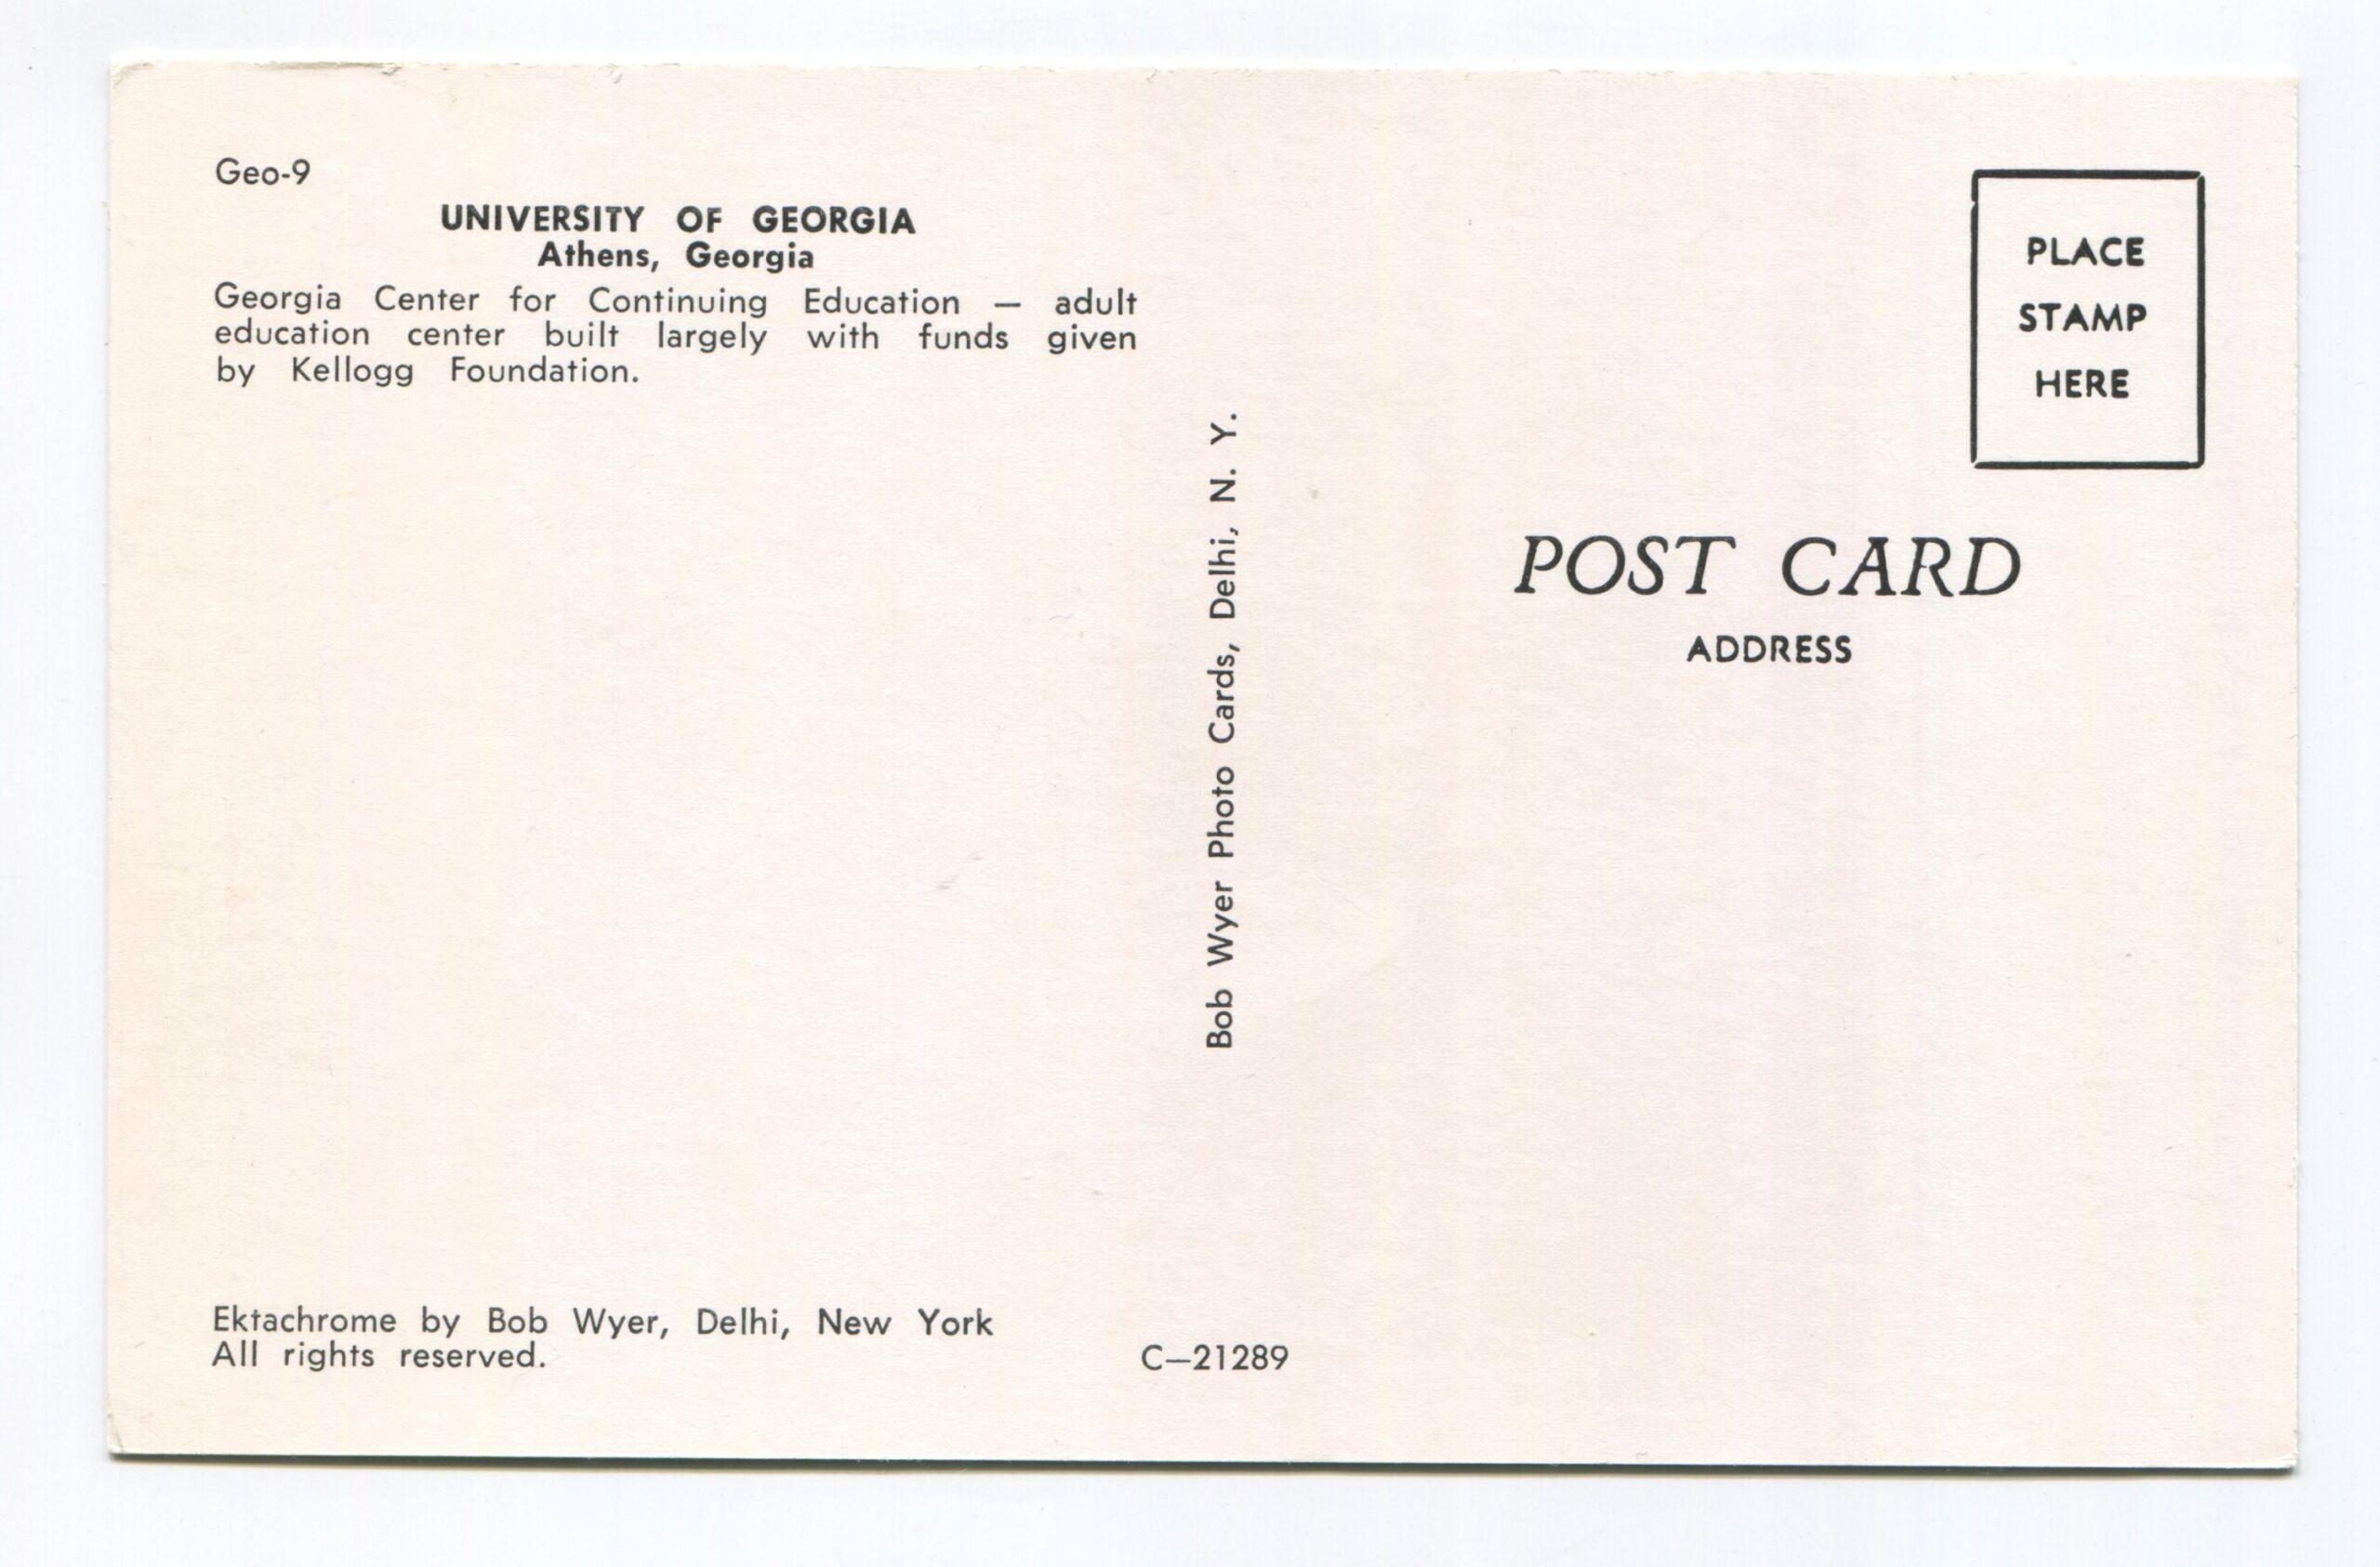 Geo-9
UNIVERSITY OF GEORGIA
Athens, Georgia
Georgia Center for Continuing Education — adult
education center built largely with funds given
by Kellogg Foundation.
Ektachrome by Bob Wyer, Delhi, New York
All rights reserved.
C—21289
Bob Wyer Photo Cards, Delhi, N. Y.
PLACE
STAMP
HERE
POST CARD
ADDRESS